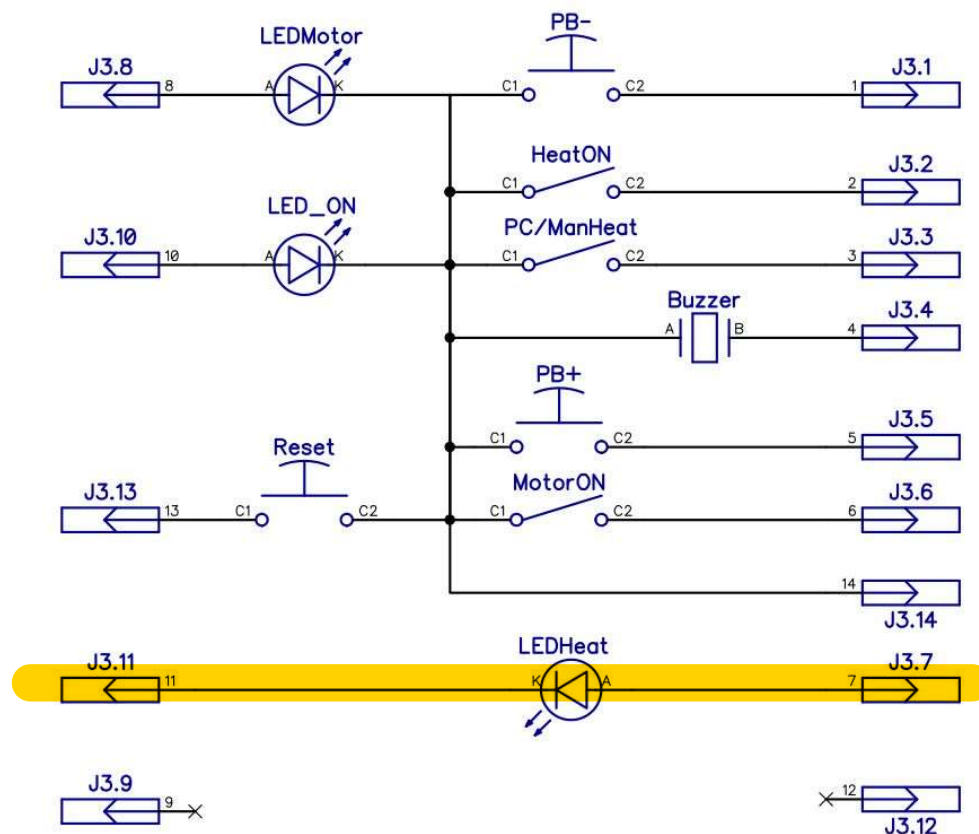 LEDMotor
PB-
J3.8
8
A
K
C1
C2
1
J3.1
HeatON
C1
C2
2
J3.2
LED_ON
J3.10
10
A
K
PC/ManHeat
C1
C2
3
J3.3
Buzzer
A
B
4
J3.4
PB+
C1
C2
5
J3.5
Reset
J3.13
13
C1
C2
MotorON
C1
C2
6
J3.6
14
J3.14
LEDHeat
J3.11
11
K
A
7
J3.7
J3.9
9
12
J3.12